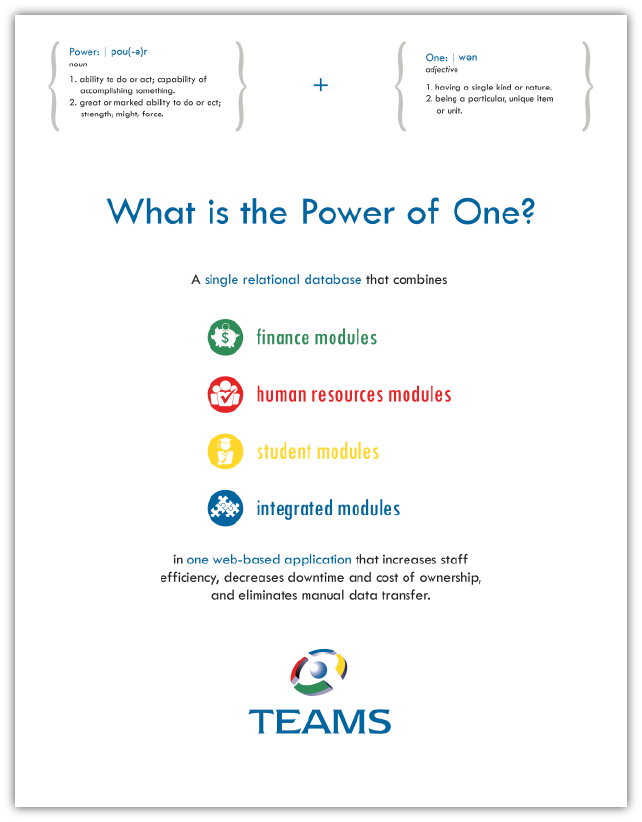 Power: | pou(-ə)r
noun
1. ability to do or act; capability of
accomplishing something.
2. great or marked ability to do or act;
strength; might; force.
+
One: | wən
adjective
1. having a single kind or nature.
2. being a particular, unique item
or unit.
What is the Power of One?
A single relational database that combines
$
finance modules
human resources modules
student modules
integrated modules
in one web-based application that increases staff
efficiency, decreases downtime and cost of ownership,
and eliminates manual data transfer.
TEAMS